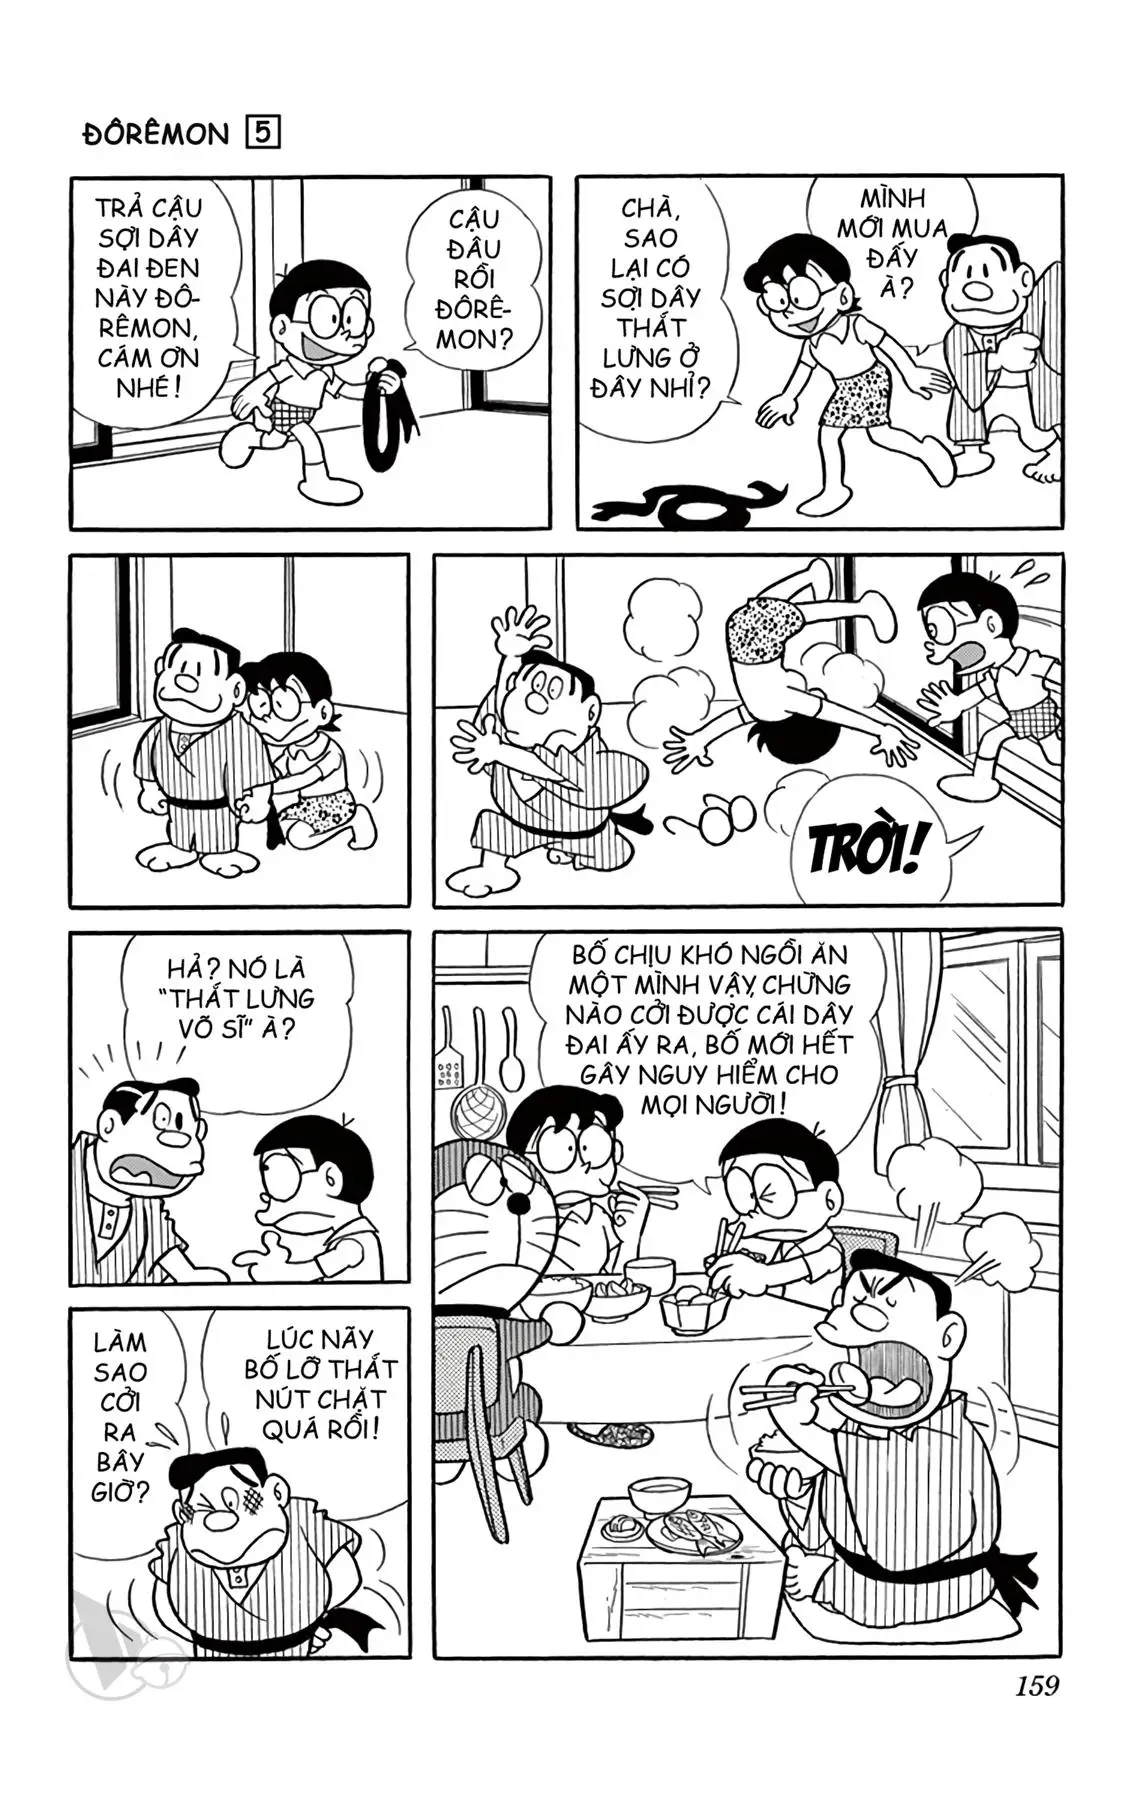 ĐÔRÊMON 5
TRẢ CẬU
SỢI DÂY
ĐAI ĐEN
NÀY ĐÔ-
RÊMON,
CÁM ƠN
NHÉ!
CẬU
ĐÂU
RỒI
ĐÔRÊ-
MON?
CHÀ,
SAO
LẠI CÓ
SỢI DÂY
THẮT
LƯNG Ở
ĐÂY NHỈ?
MÌNH
MỚI MUA
ĐẤY
À?
TRỜI!
HẢ? NÓ LÀ
"THẮT LƯNG
VÕ SĨ" À?
LÚC NÃY
BỐ LỠ THẮT
NÚT CHẶT
QUÁ RỒI!
LÀM
SAO
CỞI
RA
BÂY
GIỜ?
BỐ CHỊU KHÓ NGỒI ĂN
MỘT MÌNH VẬY, CHỪNG
NÀO CỞI ĐƯỢC CÁI DÂY
ĐAI ẤY RA, BỐ MỚI HẾT
GÂY NGUY HIỂM CHO
MỌI NGƯỜI!
159